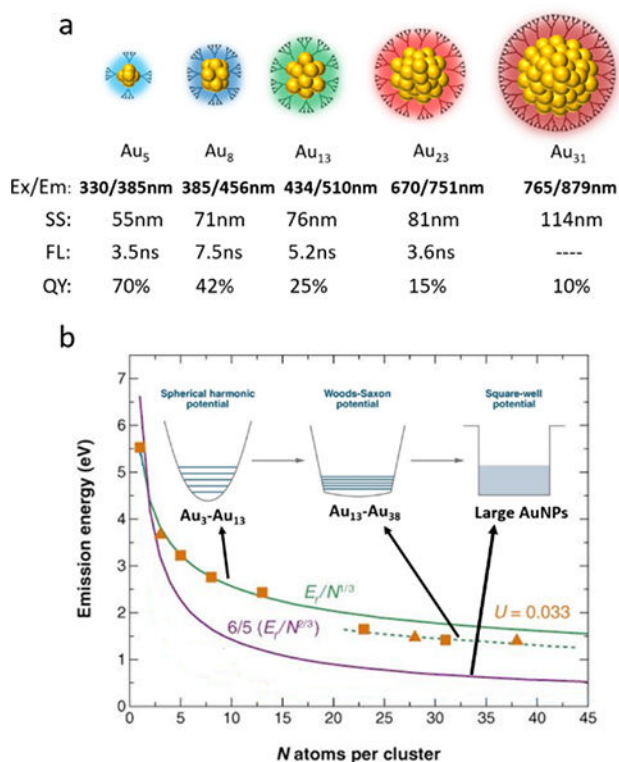 a
Au5 Au8 Au13 Au23 Au31
Ex/Em: 330/385nm 385/456nm 434/510nm 670/751nm 765/879nm
SS: 55nm 71nm 76nm 81nm 114nm
FL: 3.5ns 7.5ns 5.2ns 3.6ns ----
QY: 70% 42% 25% 15% 10%
b
Emission energy (eV)
7
6
5
4
3
2
1
0
Spherical harmonic
potential
Woods-Saxon
potential
Square-well
potential
Au3-Au13
Au13-Au38
Large AuNPs
Ef/N1/3
U = 0.033
6/5 (Ef/N2/3)
0 5 10 15 20 25 30 35 40 45
N atoms per cluster